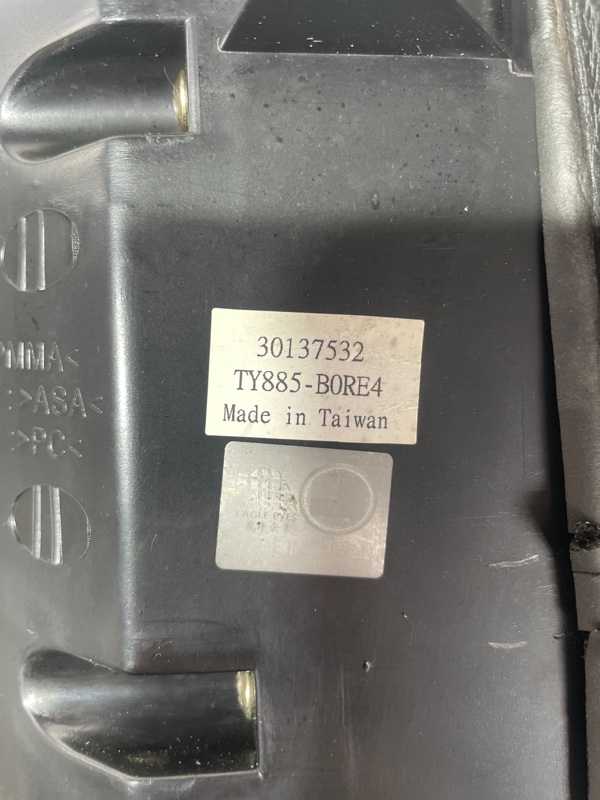 30137532
TY885-B0RE4
Made in Taiwan
PMMA<
:>ASA<
:>PC<
EAGLE EYES